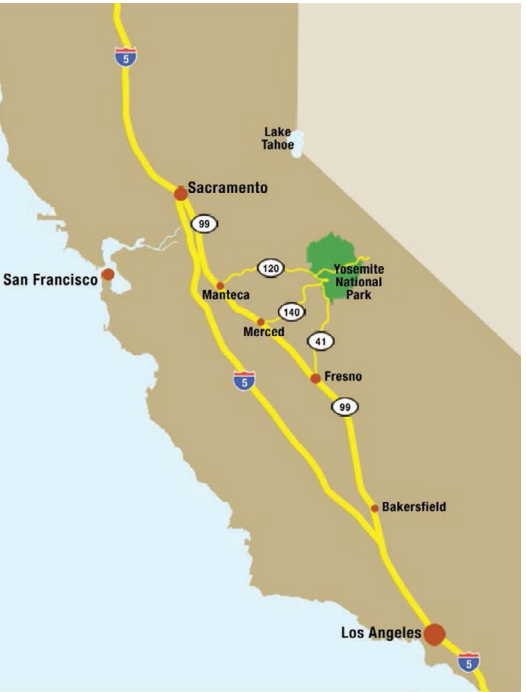 5
Lake
Tahoe
Sacramento
99
120
Yosemite
National
Park
San Francisco
Manteca
140
Merced
41
5
Fresno
99
Bakersfield
Los Angeles
5